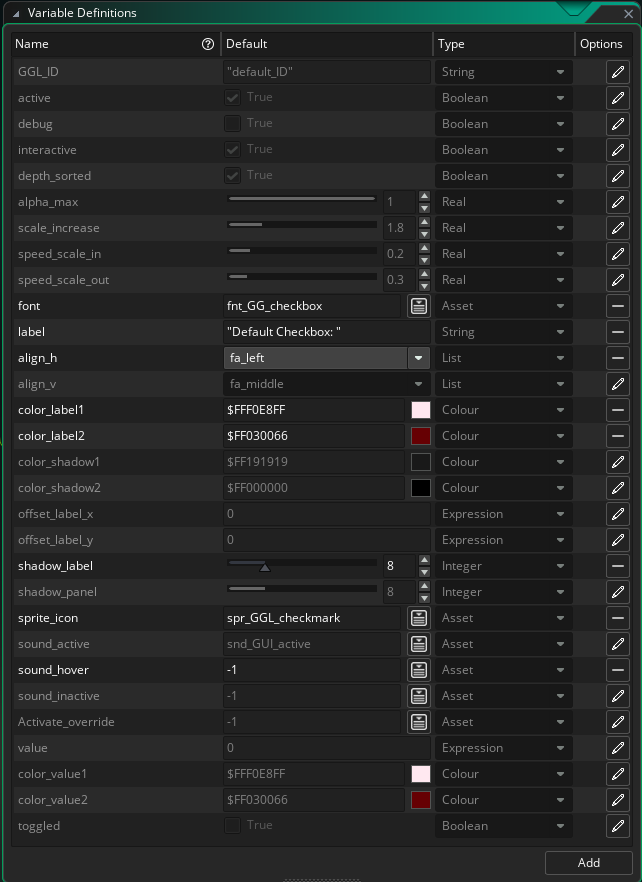 Variable Definitions
Name Default Type Options
GGL_ID "default_ID" String
active True Boolean
debug True Boolean
interactive True Boolean
depth_sorted True Boolean
alpha_max 1 Real
scale_increase 1.8 Real
speed_scale_in 0.2 Real
speed_scale_out 0.3 Real
font fnt_GG_checkbox Asset
label "Default Checkbox: " String
align_h fa_left List
align_v fa_middle List
color_label1 $FFF0E8FF Colour
color_label2 $FF030066 Colour
color_shadow1 $FF191919 Colour
color_shadow2 $FF000000 Colour
offset_label_x 0 Expression
offset_label_y 0 Expression
shadow_label 8 Integer
shadow_panel 8 Integer
sprite_icon spr_GGL_checkmark Asset
sound_active snd_GUI_active Asset
sound_hover -1 Asset
sound_inactive -1 Asset
Activate_override -1 Asset
value 0 Expression
color_value1 $FFF0E8FF Colour
color_value2 $FF030066 Colour
toggled True Boolean
Add